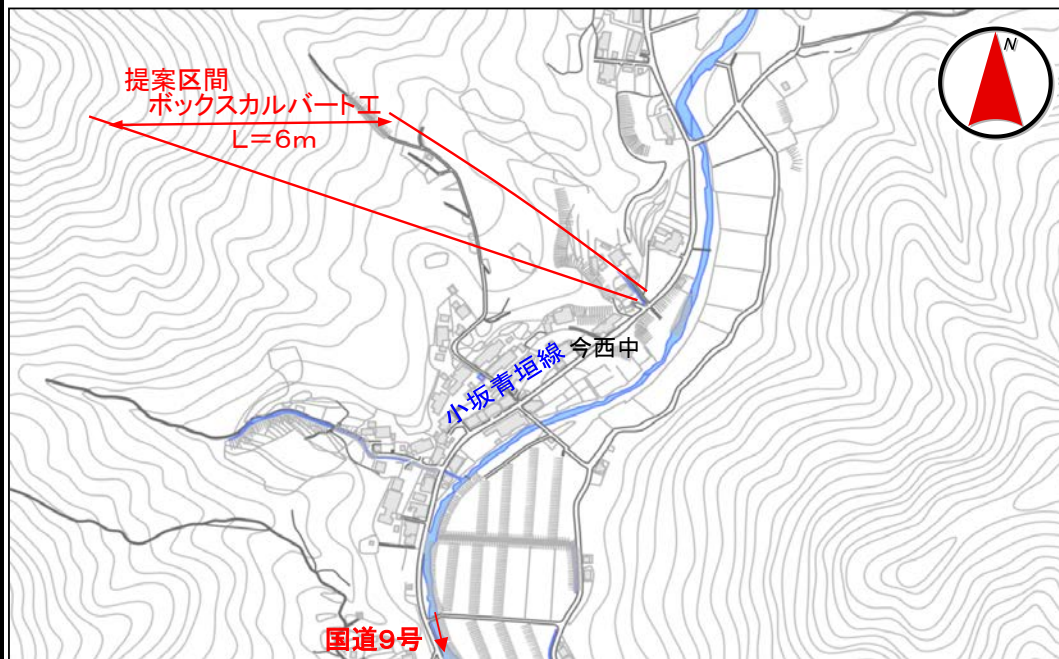 N
提案区間
ボックスカルバート工
L=6m
小坂青垣線
今西中
国道9号